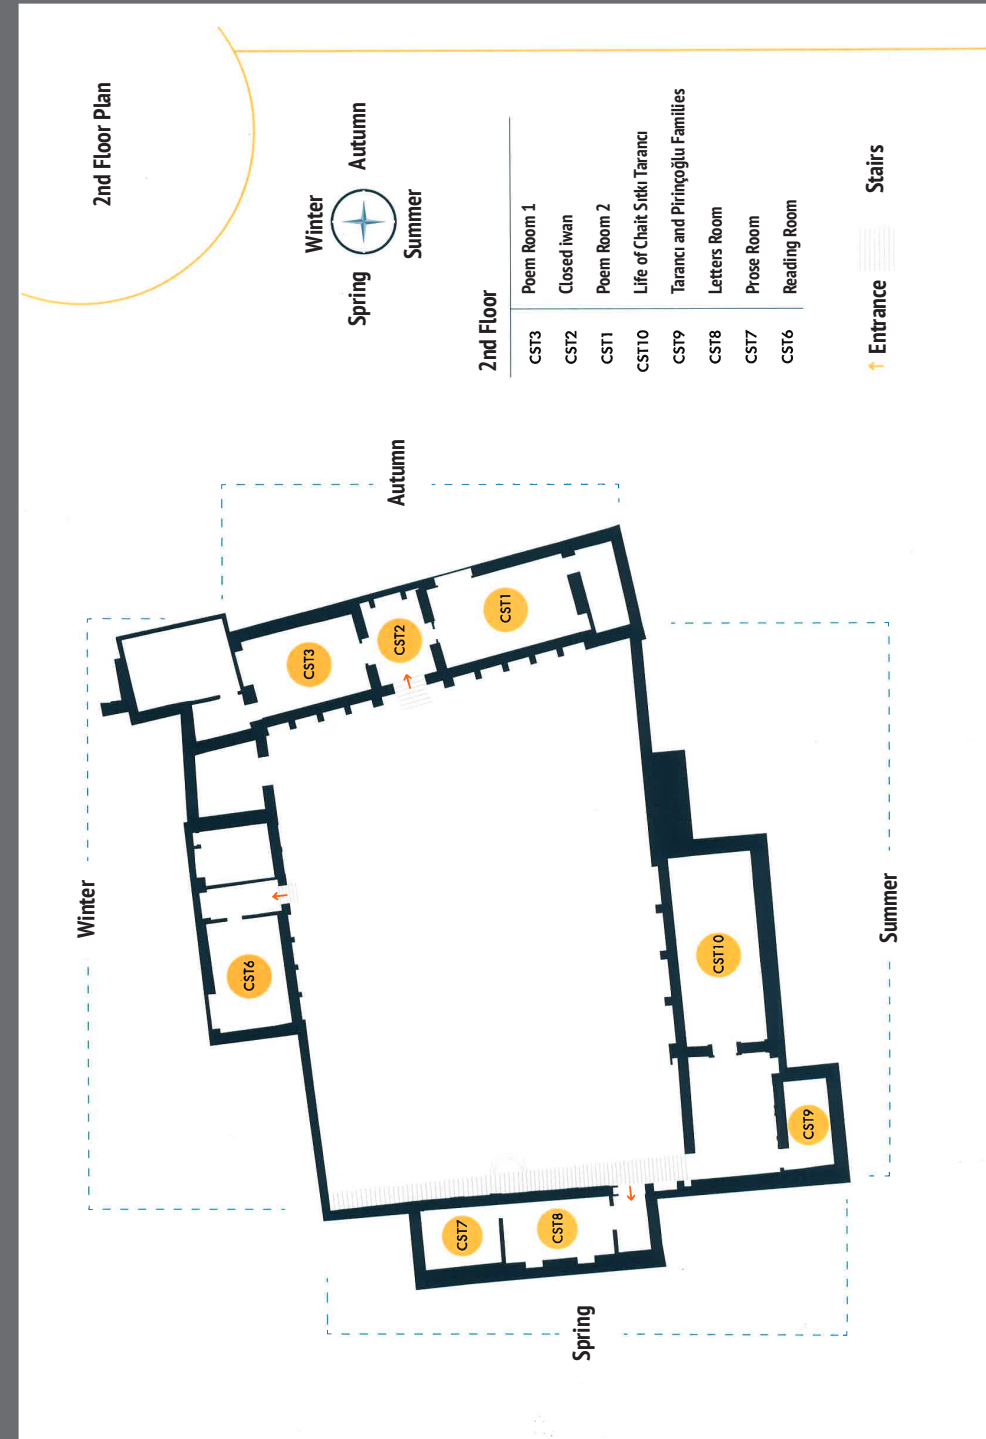 2nd Floor Plan
Winter
Spring
Autumn
Summer
2nd Floor
CST3 Poem Room 1
CST2 Closed iwan
CST1 Poem Room 2
CST10 Life of Chait Sıtkı Tarancı
CST9 Tarancı and Pirinçoğlu Families
CST8 Letters Room
CST7 Prose Room
CST6 Reading Room
↑ Entrance
Stairs
Winter
Autumn
Summer
Spring
CST3
CST2
CST1
CST6
CST10
CST9
CST7
CST8